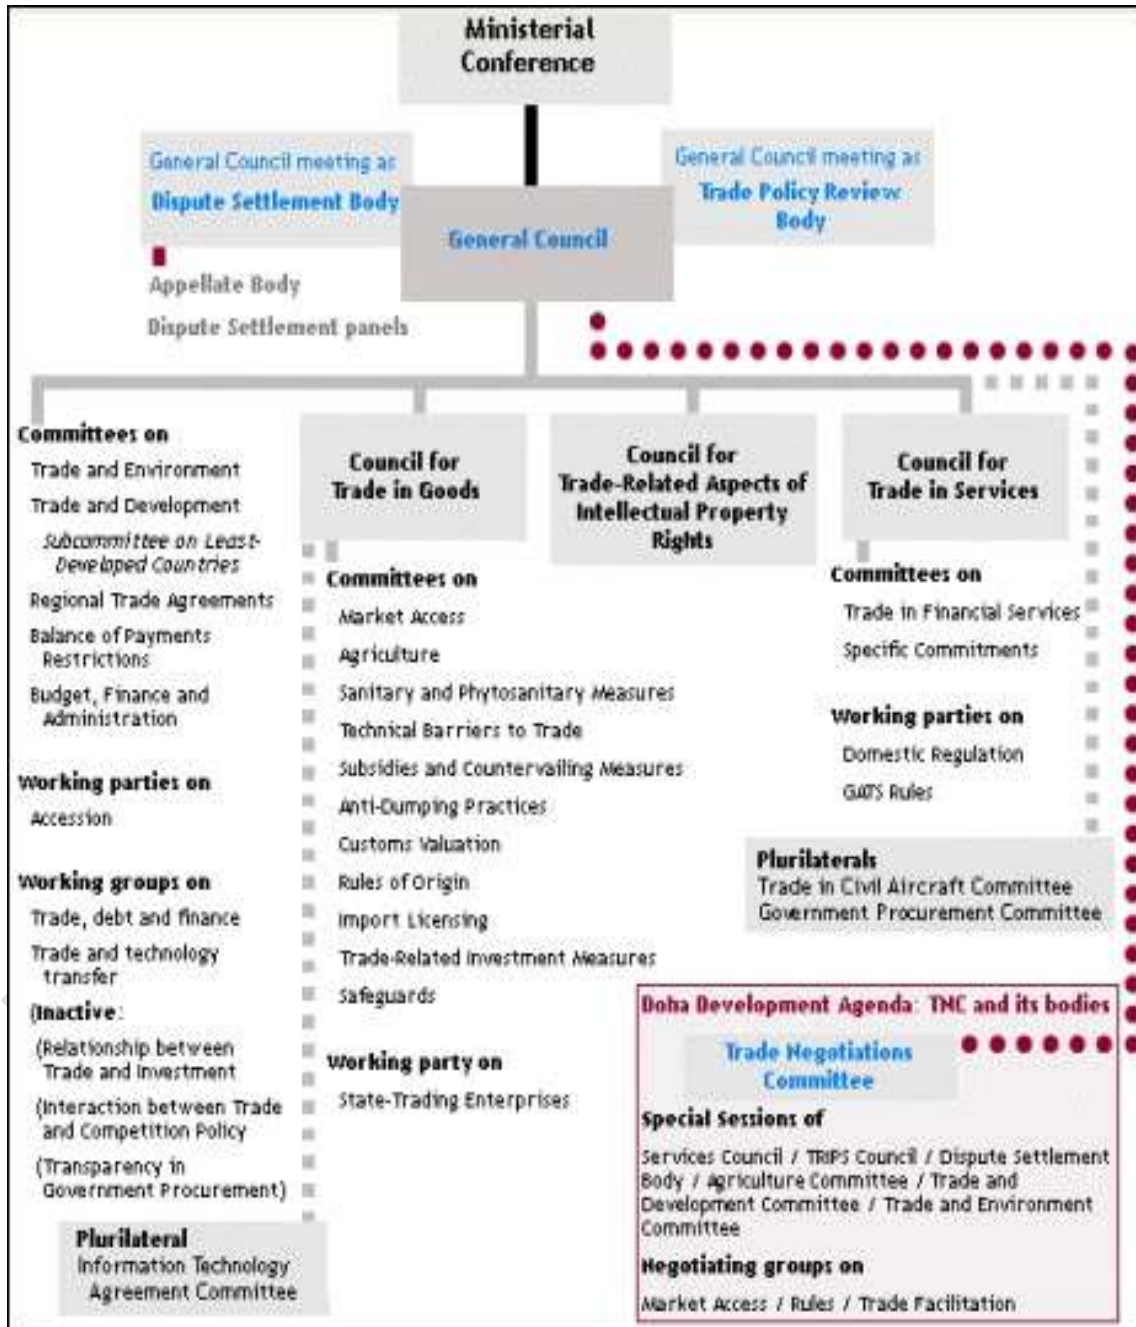 Ministerial
Conference
General Council meeting as
Dispute Settlement Body
General Council meeting as
Trade Policy Review
Body
General Council
Appellate Body
Dispute Settlement panels
Committees on
Trade and Environment
Trade and Development
Subcommittee on Least-
Developed Countries
Regional Trade Agreements
Balance of Payments
Restrictions
Budget, Finance and
Administration
Working parties on
Accession
Working groups on
Trade, debt and finance
Trade and technology
transfer
(Inactive:
(Relationship between
Trade and Investment
(Interaction between Trade
and Competition Policy
(Transparency in
Government Procurement)
Plurilateral
Information Technology
Agreement Committee
Council for
Trade in Goods
Committees on
Market Access
Agriculture
Sanitary and Phytosanitary Measures
Technical Barriers to Trade
Subsidies and Countervailing Measures
Anti-Dumping Practices
Customs Valuation
Rules of Origin
Import Licensing
Trade-Related Investment Measures
Safeguards
Working party on
State-Trading Enterprises
Council for
Trade-Related Aspects of
Intellectual Property
Rights
Council for
Trade in Services
Committees on
Trade in Financial Services
Specific Commitments
Working parties on
Domestic Regulation
GATS Rules
Plurilaterals
Trade in Civil Aircraft Committee
Government Procurement Committee
Doha Development Agenda: TNC and its bodies
Trade Negotiations
Committee
Special Sessions of
Services Council / TRIPS Council / Dispute Settlement
Body / Agriculture Committee / Trade and
Development Committee / Trade and Environment
Committee
Negotiating groups on
Market Access / Rules / Trade Facilitation